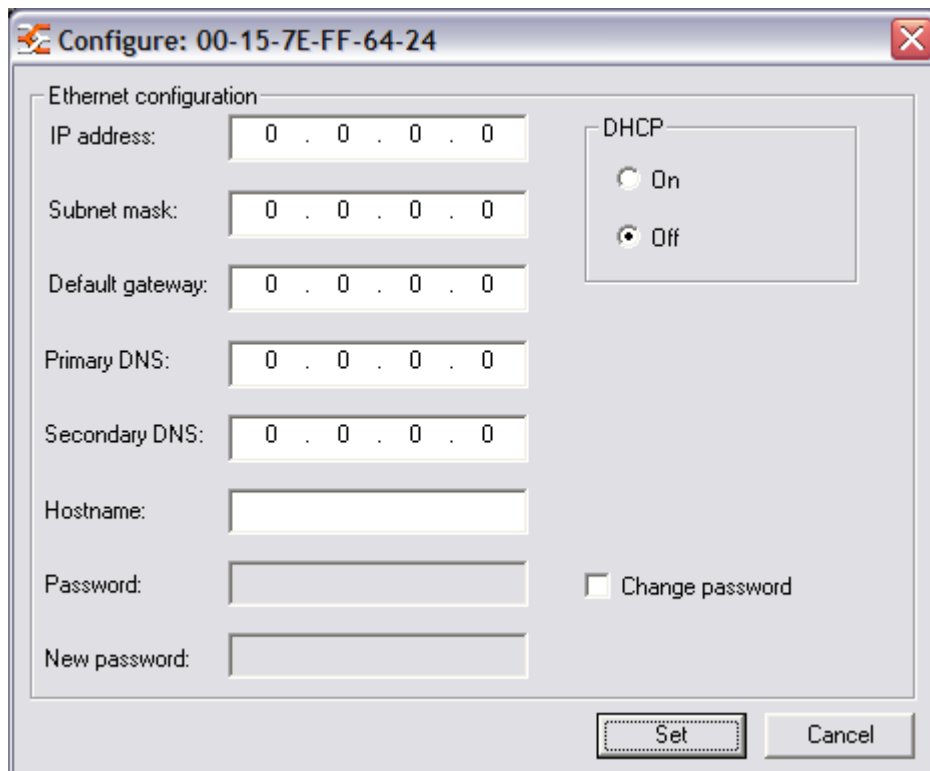 Configure: 00-15-7E-FF-64-24
Ethernet configuration
IP address: 0 . 0 . 0 . 0
DHCP
On
Subnet mask: 0 . 0 . 0 . 0
Off
Default gateway: 0 . 0 . 0 . 0
Primary DNS: 0 . 0 . 0 . 0
Secondary DNS: 0 . 0 . 0 . 0
Hostname:
Password:
Change password
New password:
Set Cancel